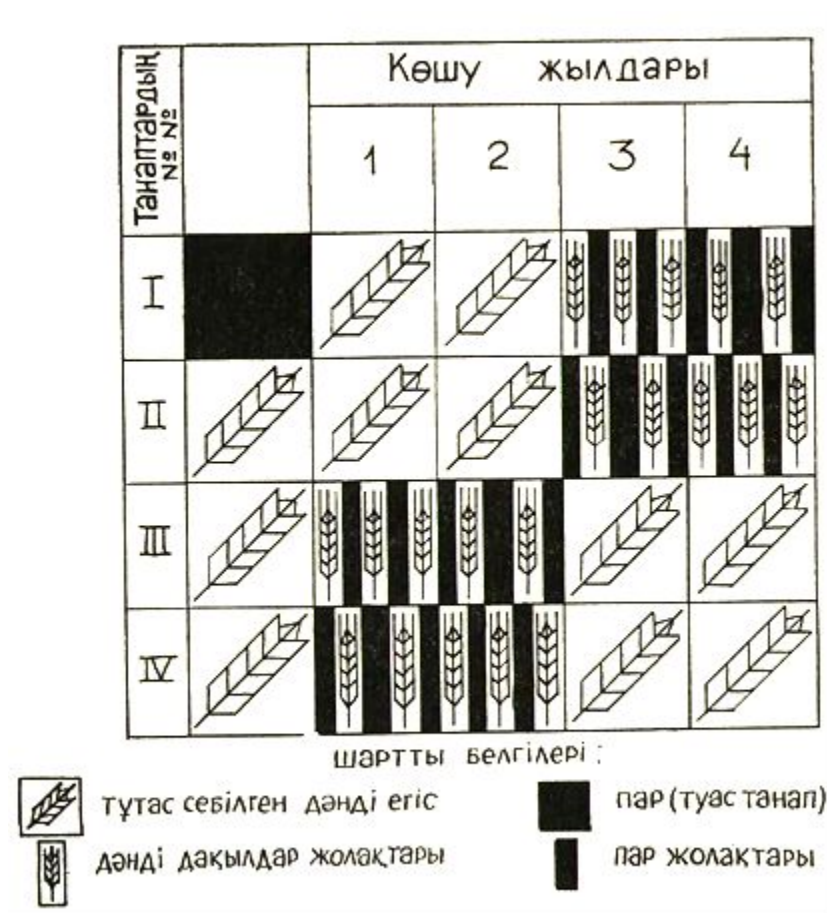 Танаптардың
№ №
Көшу жылдары
1 2 3 4
I
II
III
IV
шартты белгілері :
тұтас себілген дәнді егіс
пар (туас танап)
дәнді дақылдар жолақтары
пар жолақтары